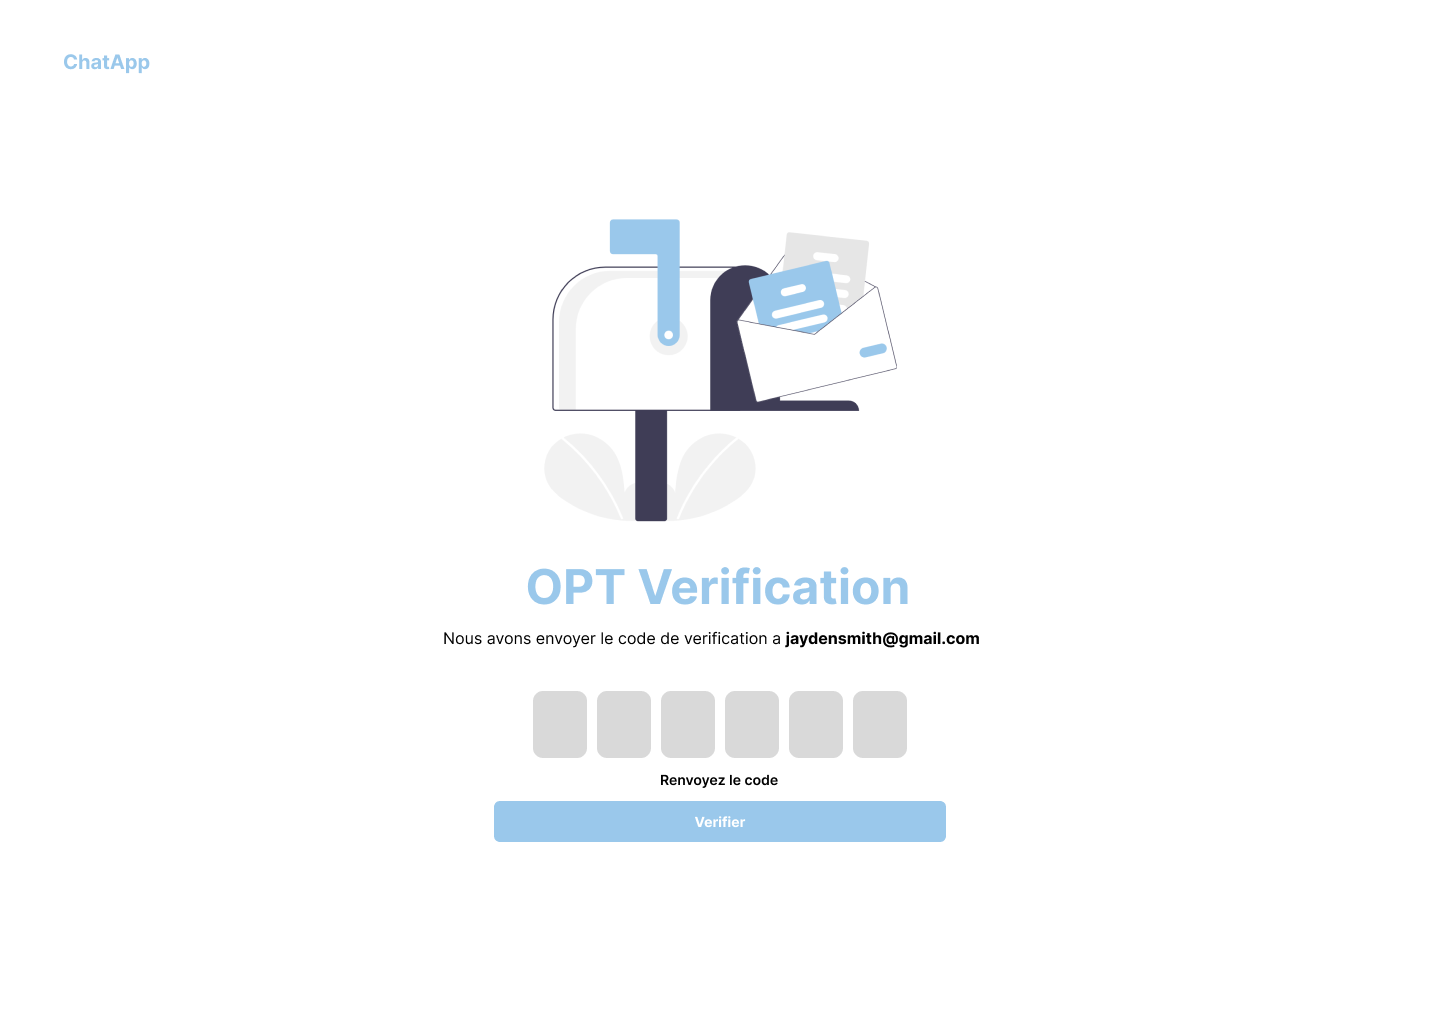 ChatApp
OPT Verification
Nous avons envoyer le code de verification a jaydensmith@gmail.com
Renvoyez le code
Verifier